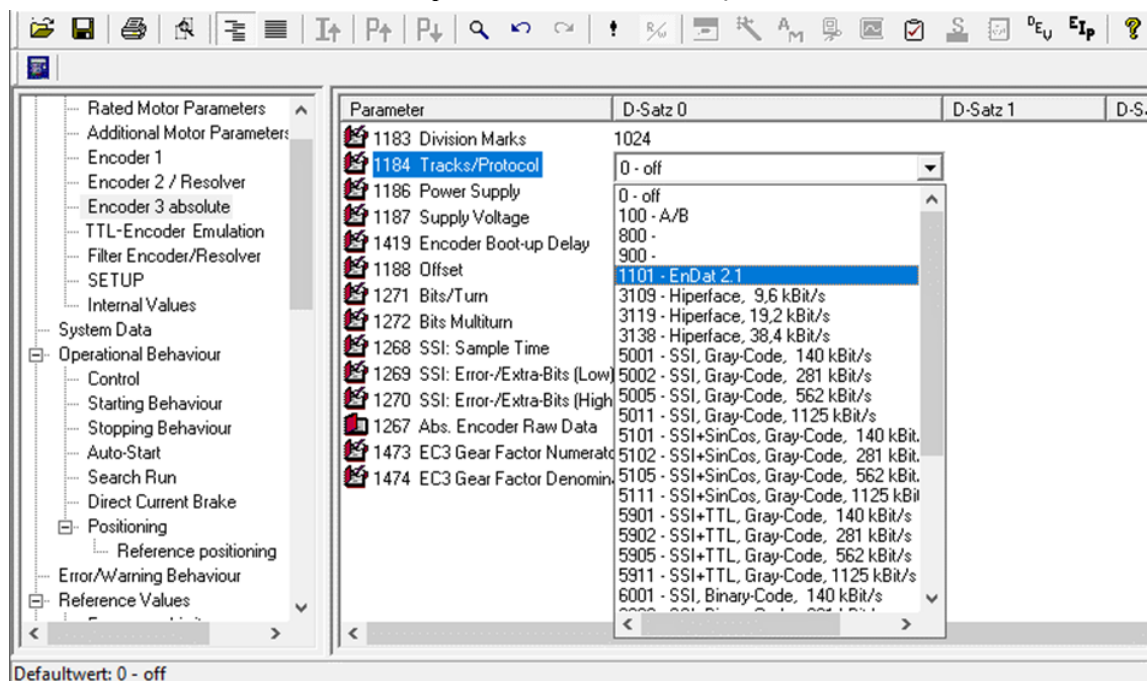 I P P R/ω AM S DEV EIP ?
Rated Motor Parameters
Additional Motor Parameters
Encoder 1
Encoder 2 / Resolver
Encoder 3 absolute
TTL-Encoder Emulation
Filter Encoder/Resolver
SETUP
Internal Values
System Data
Operational Behaviour
Control
Starting Behaviour
Stopping Behaviour
Auto-Start
Search Run
Direct Current Brake
Positioning
Reference positioning
Error/Warning Behaviour
Reference Values
Parameter D-Satz 0 D-Satz 1 D-Sa
1183 Division Marks 1024
1184 Tracks/Protocol 0 - off
1186 Power Supply
1187 Supply Voltage
1419 Encoder Boot-up Delay
1188 Offset
1271 Bits/Turn
1272 Bits Multiturn
1268 SSI: Sample Time
1269 SSI: Error-/Extra-Bits (Low)
1270 SSI: Error-/Extra-Bits (High
1267 Abs. Encoder Raw Data
1473 EC3 Gear Factor Numerato
1474 EC3 Gear Factor Denomin
0 - off
100 - A/B
800 -
900 -
1101 - EnDat 2.1
3109 - Hiperface, 9,6 kBit/s
3119 - Hiperface, 19,2 kBit/s
3138 - Hiperface, 38,4 kBit/s
5001 - SSI, Gray-Code, 140 kBit/s
5002 - SSI, Gray-Code, 281 kBit/s
5005 - SSI, Gray-Code, 562 kBit/s
5011 - SSI, Gray-Code, 1125 kBit/s
5101 - SSI+SinCos, Gray-Code, 140 kBit.
5102 - SSI+SinCos, Gray-Code, 281 kBit.
5105 - SSI+SinCos, Gray-Code, 562 kBit.
5111 - SSI+SinCos, Gray-Code, 1125 kBi
5901 - SSI+TTL, Gray-Code, 140 kBit/s
5902 - SSI+TTL, Gray-Code, 281 kBit/s
5905 - SSI+TTL, Gray-Code, 562 kBit/s
5911 - SSI+TTL, Gray-Code, 1125 kBit/s
6001 - SSI, Binary-Code, 140 kBit/s
Defaultwert: 0 - off